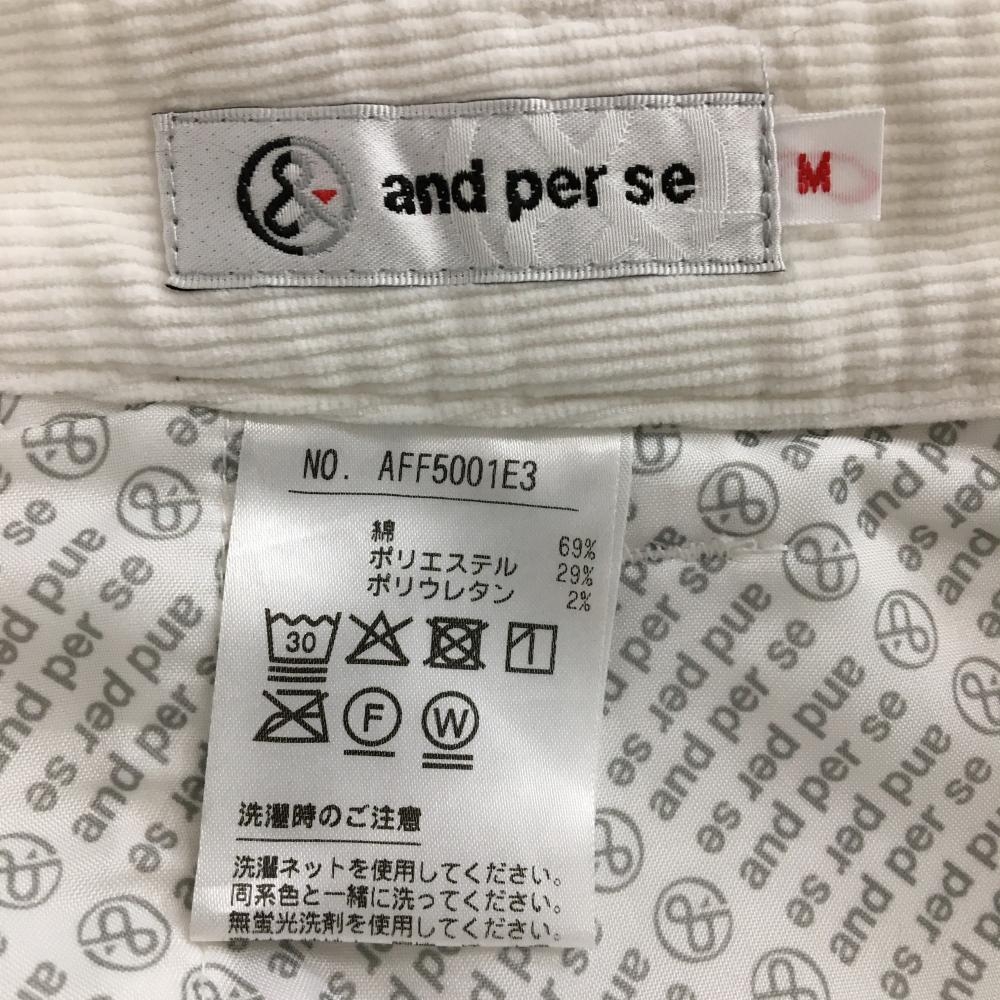 and per se
M
NO. AFF5001E3
綿 69%
ポリエステル 29%
ポリウレタン 2%
30
F
W
洗濯時のご注意
洗濯ネットを使用してください。
同系色と一緒に洗ってください。
無蛍光洗剤を使用してください。